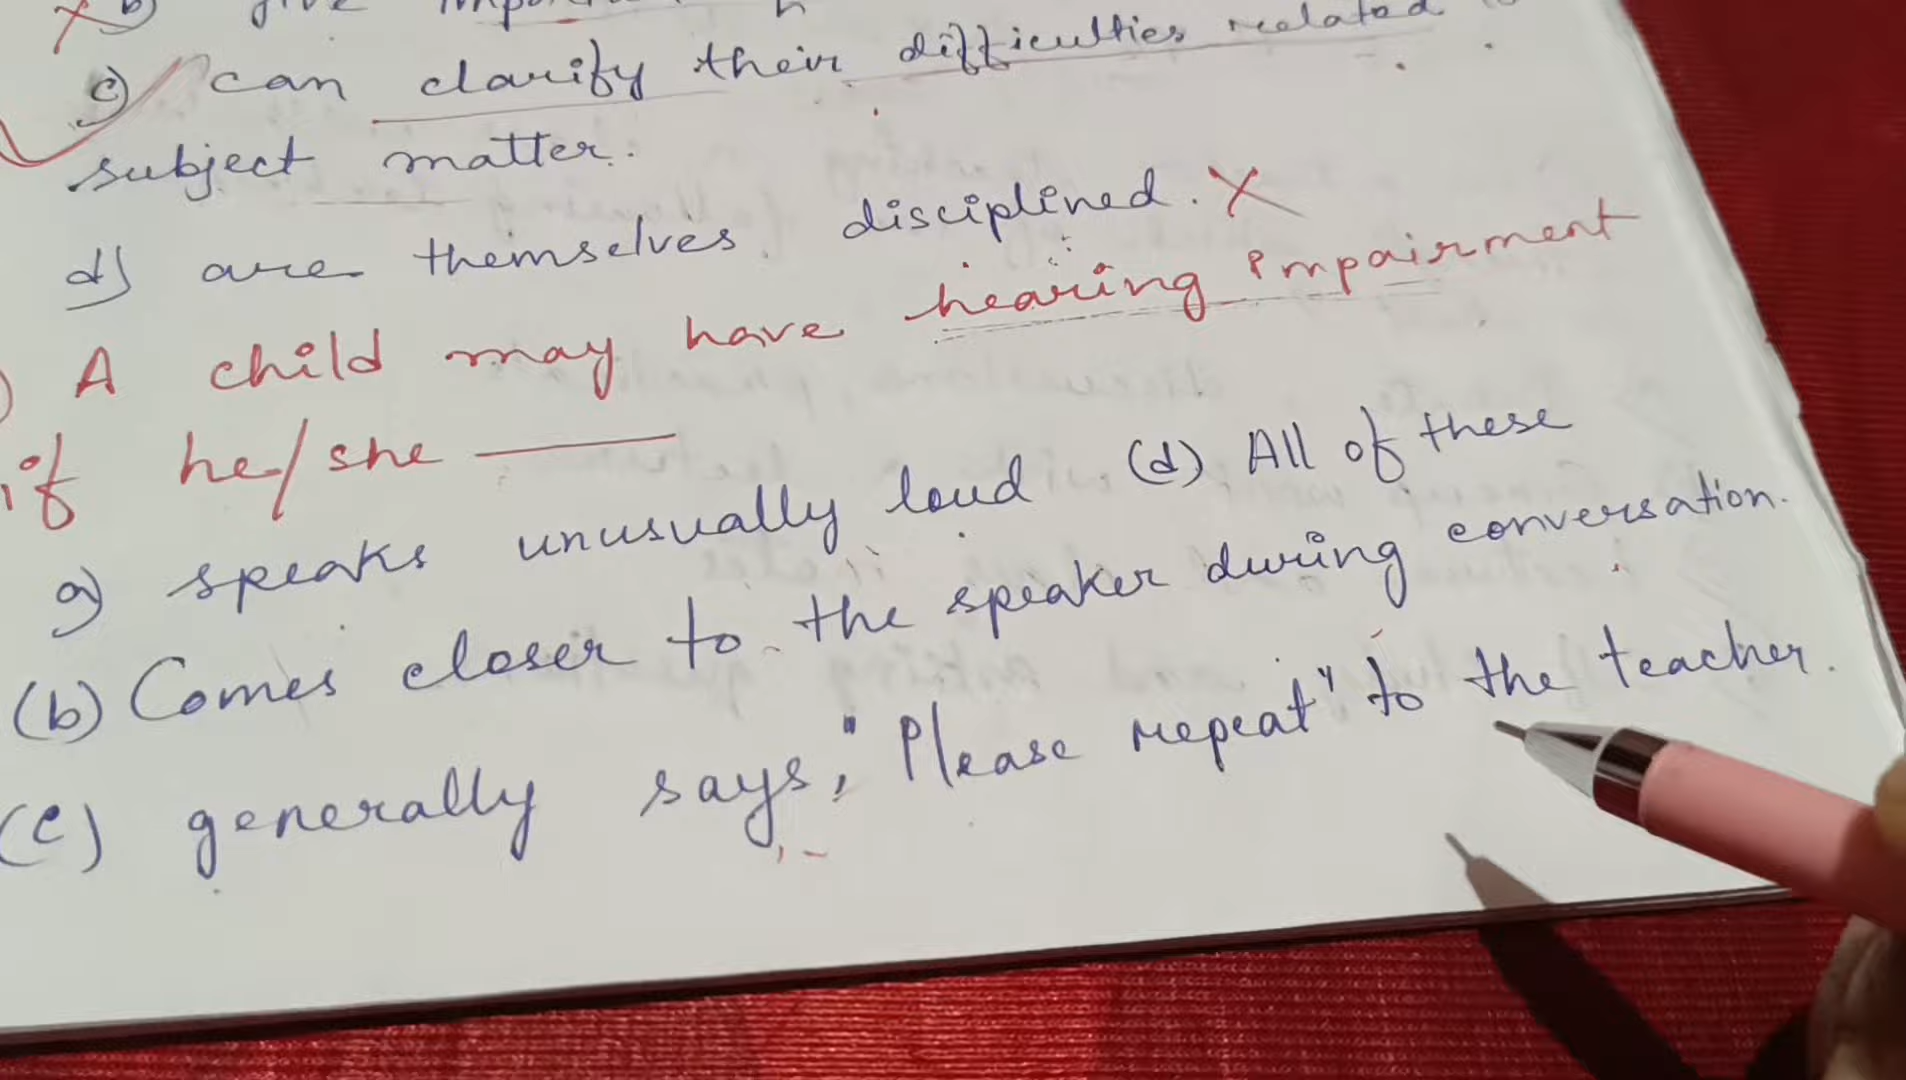 b) give
c) can clarify their difficulties related
subject matter.
d) are themselves disciplined. X
) A child may have hearing impairment
if he/she ———
a) speaks unusually loud (d) All of these
(b) Comes closer to the speaker during conversation.
(c) generally says, "Please repeat" to the teacher.